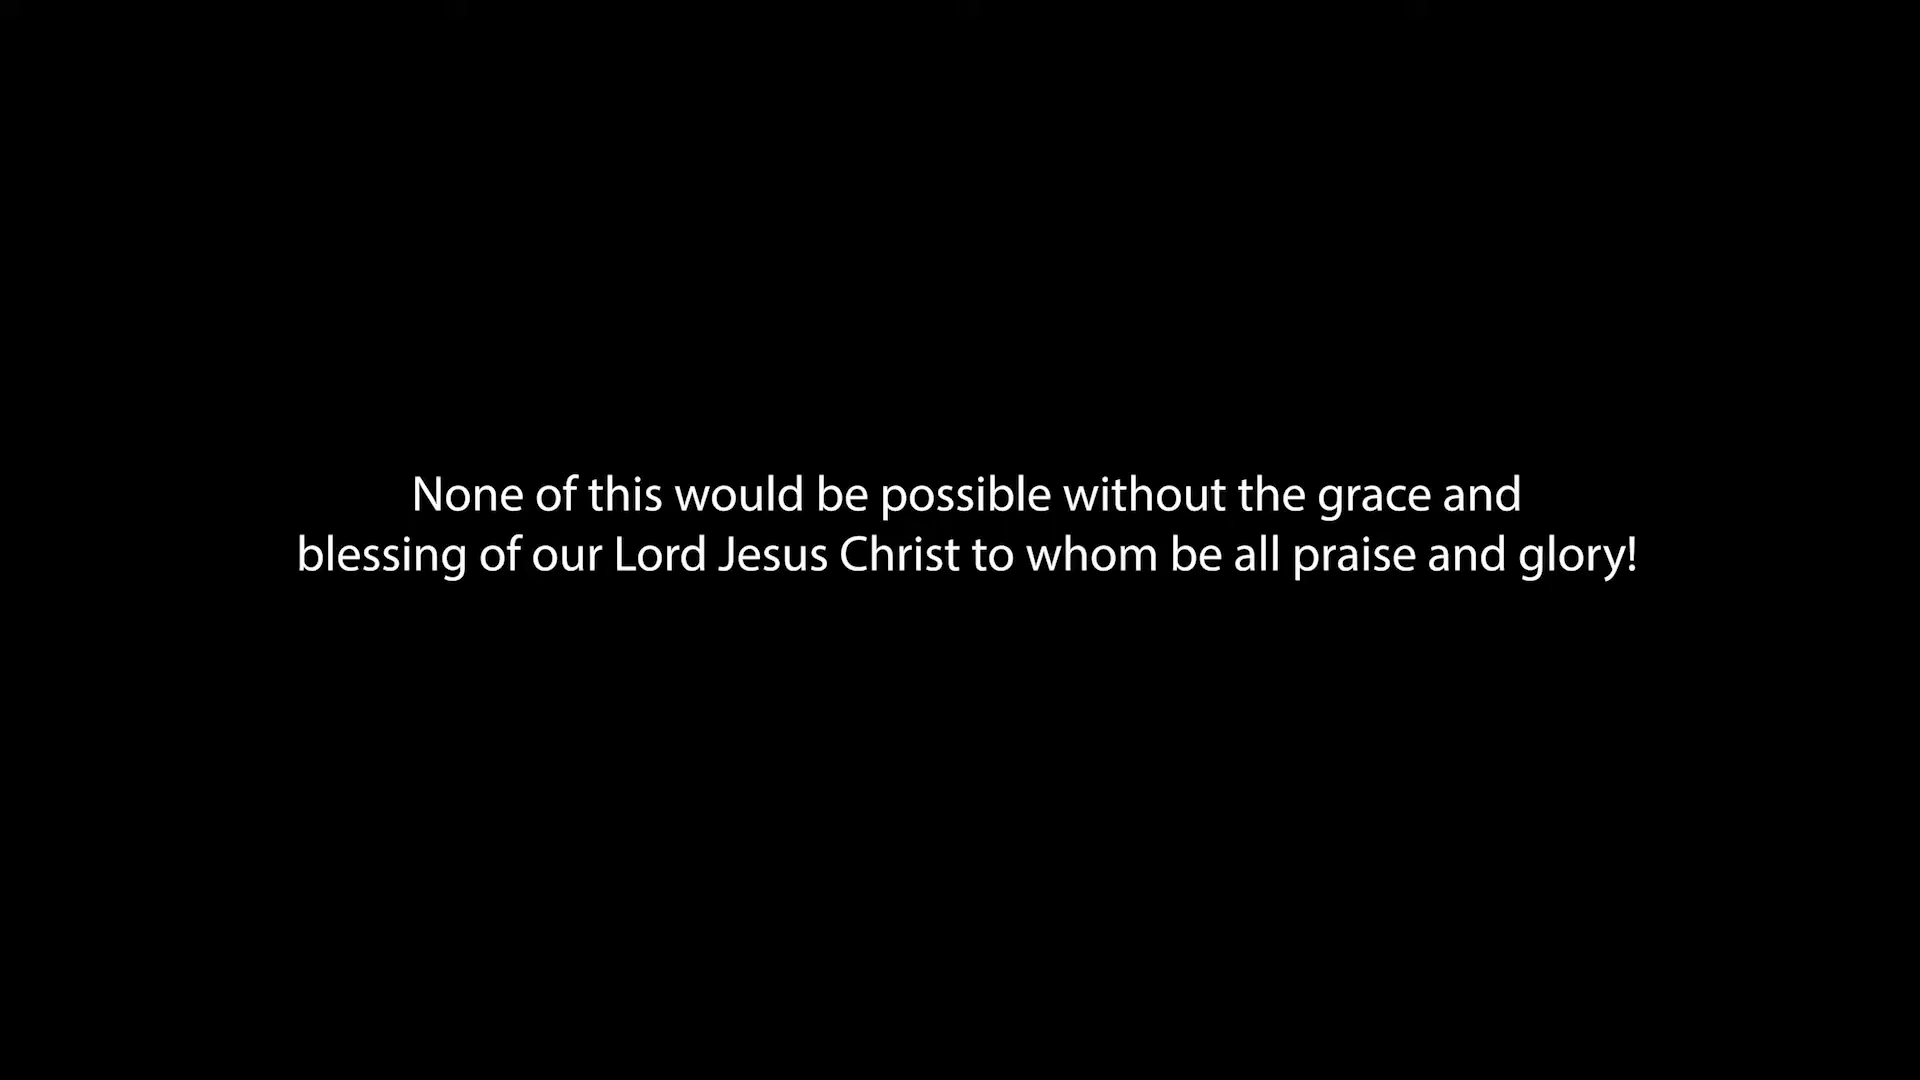 None of this would be possible without the grace and
blessing of our Lord Jesus Christ to whom be all praise and glory!